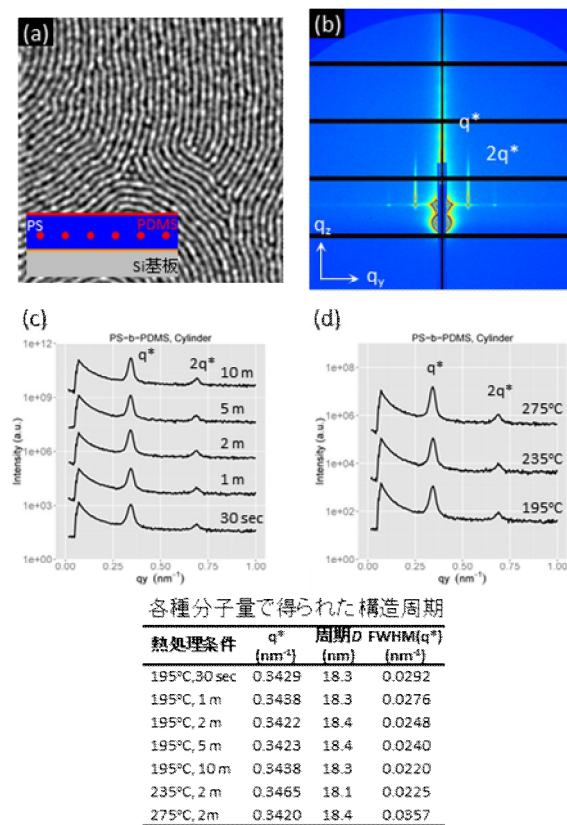 (a)
PS
PDMS
Si基板
(b)
q*
2q*
qz
qy
(c)
PS-b-PDMS, Cylinder
q*
2q*
10 m
5 m
2 m
1 m
30 sec
1e+12
1e+09
1e+06
1e+03
1e+00
Intensity (a.u.)
0.00 0.25 0.50 0.75 1.00
qy (nm⁻¹)
(d)
PS-b-PDMS, Cylinder
q*
2q*
275°C
235°C
195°C
1e+08
1e+06
1e+04
1e+02
1e+00
Intensity (a.u.)
0.00 0.25 0.50 0.75 1.00
qy (nm⁻¹)
各種分子量で得られた構造周期
熱処理条件 q* (nm⁻¹) 周期D (nm) FWHM(q*) (nm⁻¹)
195°C,30 sec 0.3429 18.3 0.0292
195°C, 1 m 0.3438 18.3 0.0276
195°C, 2 m 0.3422 18.4 0.0248
195°C, 5 m 0.3423 18.4 0.0240
195°C, 10 m 0.3438 18.3 0.0220
235°C, 2 m 0.3465 18.1 0.0225
275°C, 2m 0.3420 18.4 0.0357